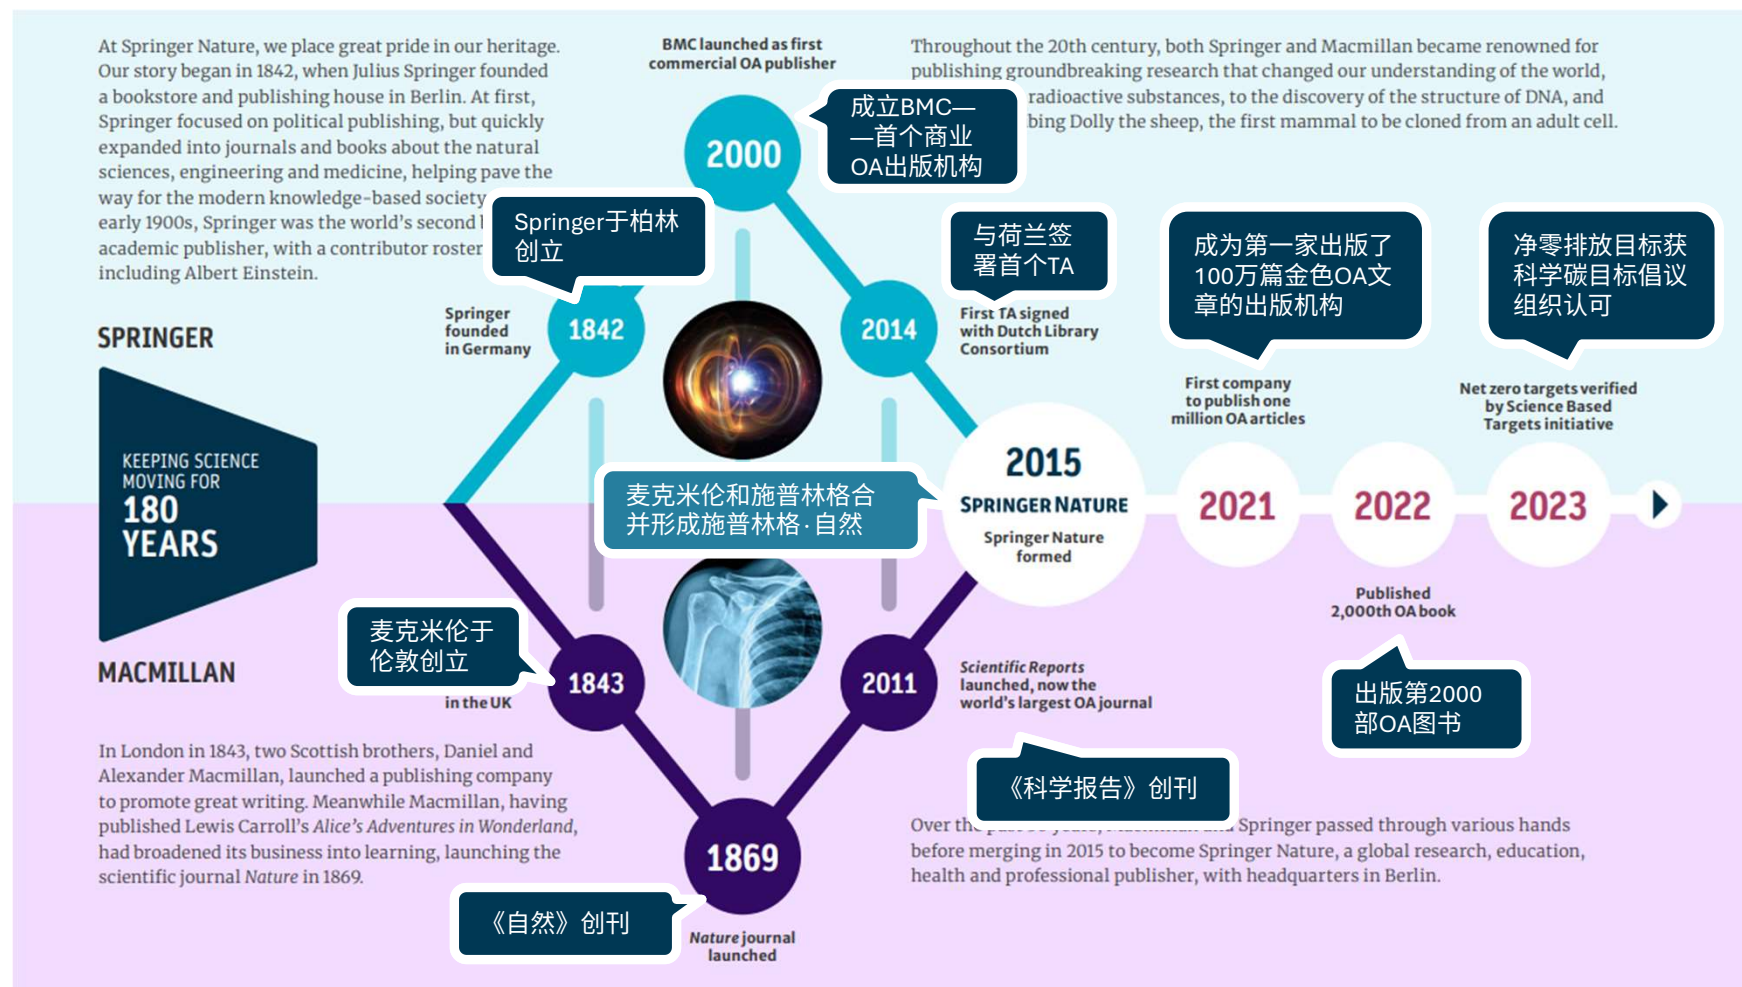 At Springer Nature, we place great pride in our heritage.
Our story began in 1842, when Julius Springer founded
a bookstore and publishing house in Berlin. At first,
Springer focused on political publishing, but quickly
expanded into journals and books about the natural
sciences, engineering and medicine, helping pave the
way for the modern knowledge-based society
early 1900s, Springer was the world's second
academic publisher, with a contributor roster
including Albert Einstein.
BMC launched as first
commercial OA publisher
2000
成立BMC—
—首个商业
OA出版机构
Throughout the 20th century, both Springer and Macmillan became renowned for
publishing groundbreaking research that changed our understanding of the world,
radioactive substances, to the discovery of the structure of DNA, and
bing Dolly the sheep, the first mammal to be cloned from an adult cell.
Springer于柏林
创立
Springer
founded
in Germany
1842
与荷兰签
署首个TA
2014
First TA signed
with Dutch Library
Consortium
成为第一家出版了
100万篇金色OA文
章的出版机构
First company
to publish one
million OA articles
净零排放目标获
科学碳目标倡议
组织认可
Net zero targets verified
by Science Based
Targets initiative
SPRINGER
KEEPING SCIENCE
MOVING FOR
180
YEARS
MACMILLAN
麦克米伦和施普林格合
并形成施普林格·自然
2015
SPRINGER NATURE
Springer Nature
formed
2021
2022
2023
Published
2,000th OA book
出版第2000
部OA图书
麦克米伦于
伦敦创立
in the UK
1843
2011
Scientific Reports
launched, now the
world's largest OA journal
《科学报告》创刊
In London in 1843, two Scottish brothers, Daniel and
Alexander Macmillan, launched a publishing company
to promote great writing. Meanwhile Macmillan, having
published Lewis Carroll's Alice's Adventures in Wonderland,
had broadened its business into learning, launching the
scientific journal Nature in 1869.
1869
《自然》创刊
Nature journal
launched
Over the Springer passed through various hands
before merging in 2015 to become Springer Nature, a global research, education,
health and professional publisher, with headquarters in Berlin.